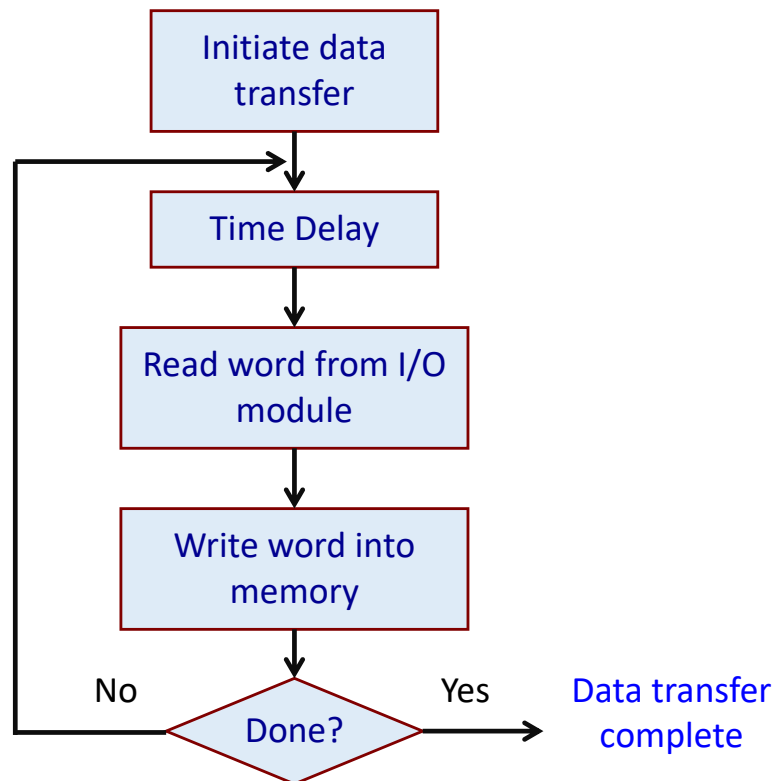 Initiate data
transfer
Time Delay
Read word from I/O
module
Write word into
memory
No
Done?
Yes
Data transfer
complete